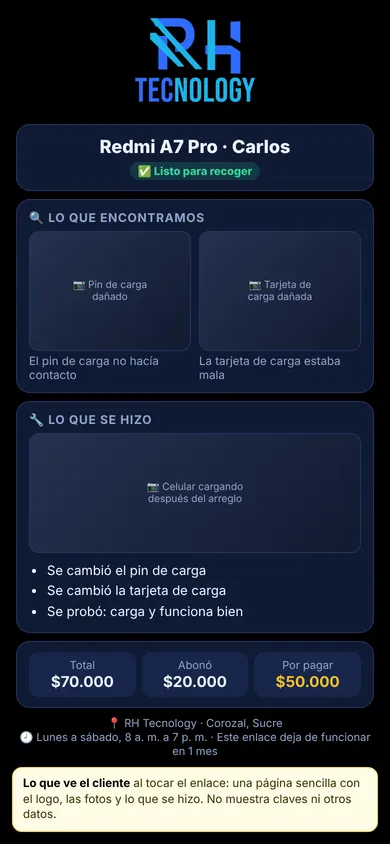 RH
TECNOLOGY
Redmi A7 Pro · Carlos
✅ Listo para recoger
🔍 LO QUE ENCONTRAMOS
📷 Pin de carga
dañado
📷 Tarjeta de
carga dañada
El pin de carga no hacía
contacto
La tarjeta de carga estaba
mala
🔧 LO QUE SE HIZO
📷 Celular cargando
después del arreglo
• Se cambió el pin de carga
• Se cambió la tarjeta de carga
• Se probó: carga y funciona bien
Total
$70.000
Abonó
$20.000
Por pagar
$50.000
📍 RH Tecnology · Corozal, Sucre
🕗 Lunes a sábado, 8 a. m. a 7 p. m. · Este enlace deja de funcionar
en 1 mes
Lo que ve el cliente al tocar el enlace: una página sencilla con
el logo, las fotos y lo que se hizo. No muestra claves ni otros
datos.